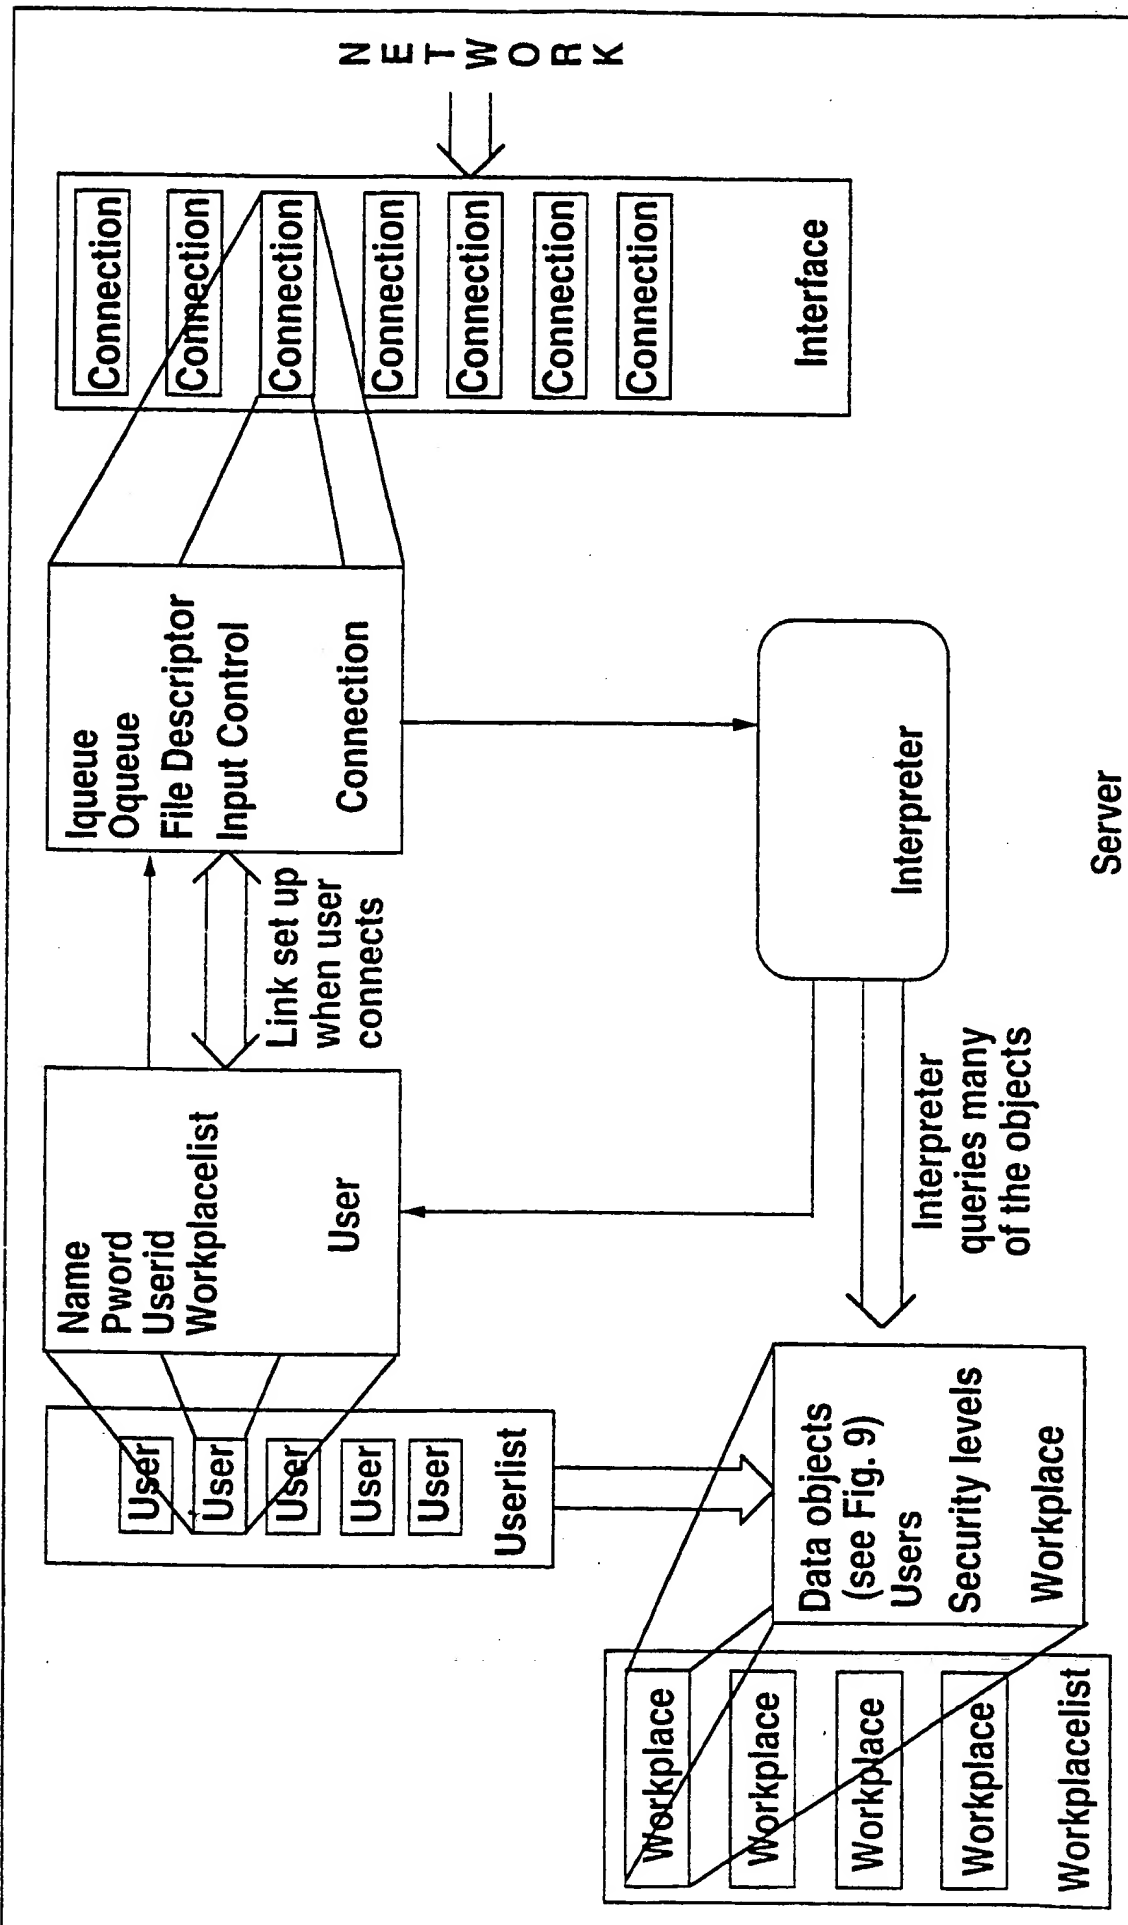 User
User
User
User
User
Userlist
Name
Pword
Userid
Workplacelist
User
Link set up
when user
connects
Iqueue
Oqueue
File Descriptor
Input Control
Connection
Connection
Connection
Connection
Connection
Connection
Connection
Connection
Interface
NETWORK
Workplace
Workplace
Workplace
Workplace
Workplacelist
Data objects
(see Fig. 9)
Users
Security levels
Workplace
Interpreter
queries many
of the objects
Interpreter
Server